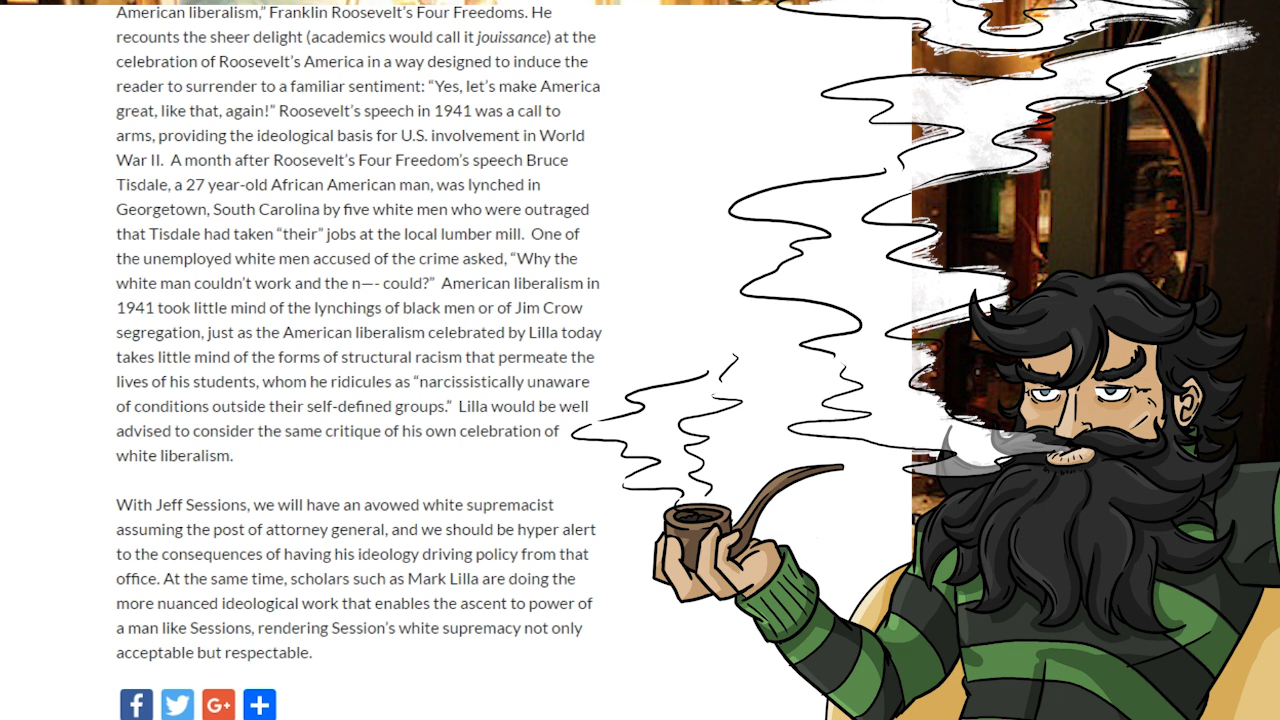 American liberalism,” Franklin Roosevelt’s Four Freedoms. He
recounts the sheer delight (academics would call it jouissance) at the
celebration of Roosevelt’s America in a way designed to induce the
reader to surrender to a familiar sentiment: “Yes, let’s make America
great, like that, again!” Roosevelt’s speech in 1941 was a call to
arms, providing the ideological basis for U.S. involvement in World
War II.  A month after Roosevelt’s Four Freedom’s speech Bruce
Tisdale, a 27 year-old African American man, was lynched in
Georgetown, South Carolina by five white men who were outraged
that Tisdale had taken “their” jobs at the local lumber mill.  One of
the unemployed white men accused of the crime asked, “Why the
white man couldn’t work and the n—- could?”  American liberalism in
1941 took little mind of the lynchings of black men or of Jim Crow
segregation, just as the American liberalism celebrated by Lilla today
takes little mind of the forms of structural racism that permeate the
lives of his students, whom he ridicules as “narcissistically unaware
of conditions outside their self-defined groups.”  Lilla would be well
advised to consider the same critique of his own celebration of
white liberalism.
With Jeff Sessions, we will have an avowed white supremacist
assuming the post of attorney general, and we should be hyper alert
to the consequences of having his ideology driving policy from that
office. At the same time, scholars such as Mark Lilla are doing the
more nuanced ideological work that enables the ascent to power of
a man like Sessions, rendering Session’s white supremacy not only
acceptable but respectable.